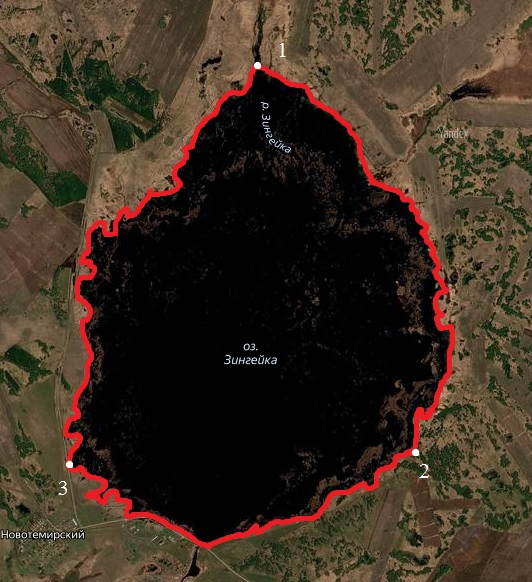 1
р. Зингейка
Yandex
оз.
Зингейка
2
3
Новотемирский